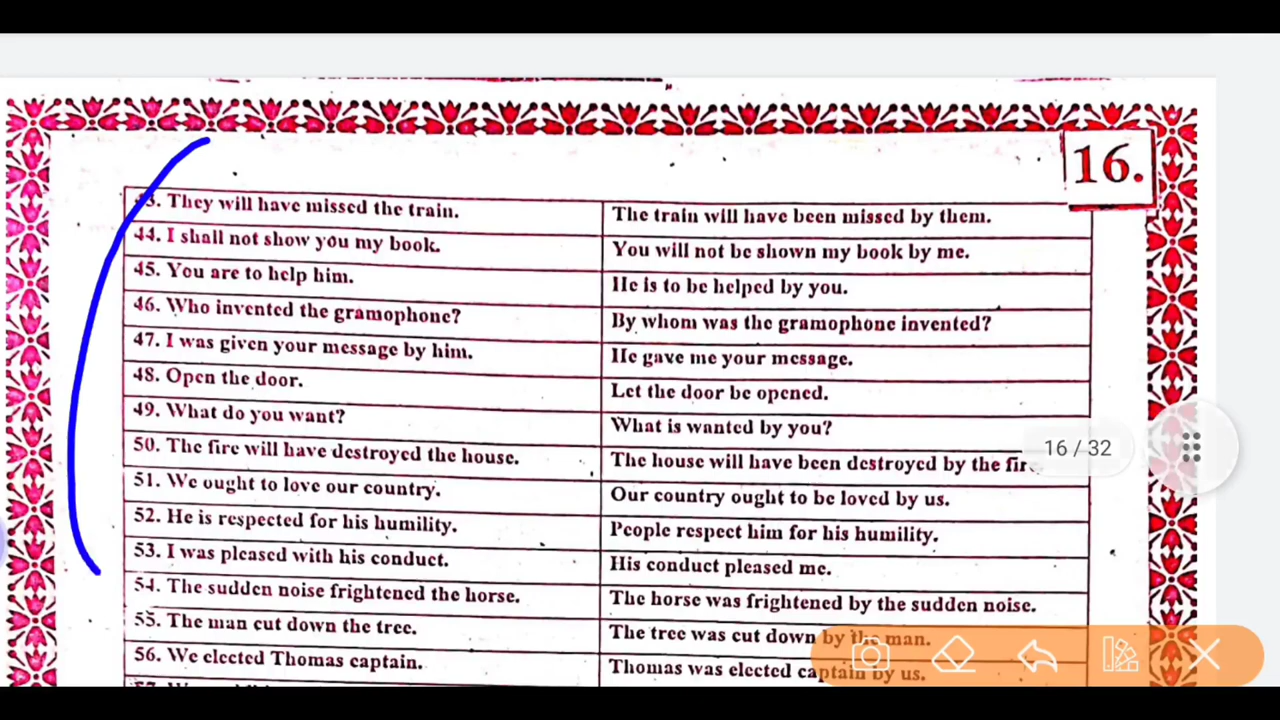 16.
43. They will have missed the train. The train will have been missed by them.
44. I shall not show you my book. You will not be shown my book by me.
45. You are to help him. He is to be helped by you.
46. Who invented the gramophone? By whom was the gramophone invented?
47. I was given your message by him. He gave me your message.
48. Open the door. Let the door be opened.
49. What do you want? What is wanted by you?
16 / 32
50. The fire will have destroyed the house. The house will have been destroyed by the fire
51. We ought to love our country. Our country ought to be loved by us.
52. He is respected for his humility. People respect him for his humility.
53. I was pleased with his conduct. His conduct pleased me.
54. The sudden noise frightened the horse. The horse was frightened by the sudden noise.
55. The man cut down the tree. The tree was cut down by the man.
56. We elected Thomas captain. Thomas was elected captain by us.